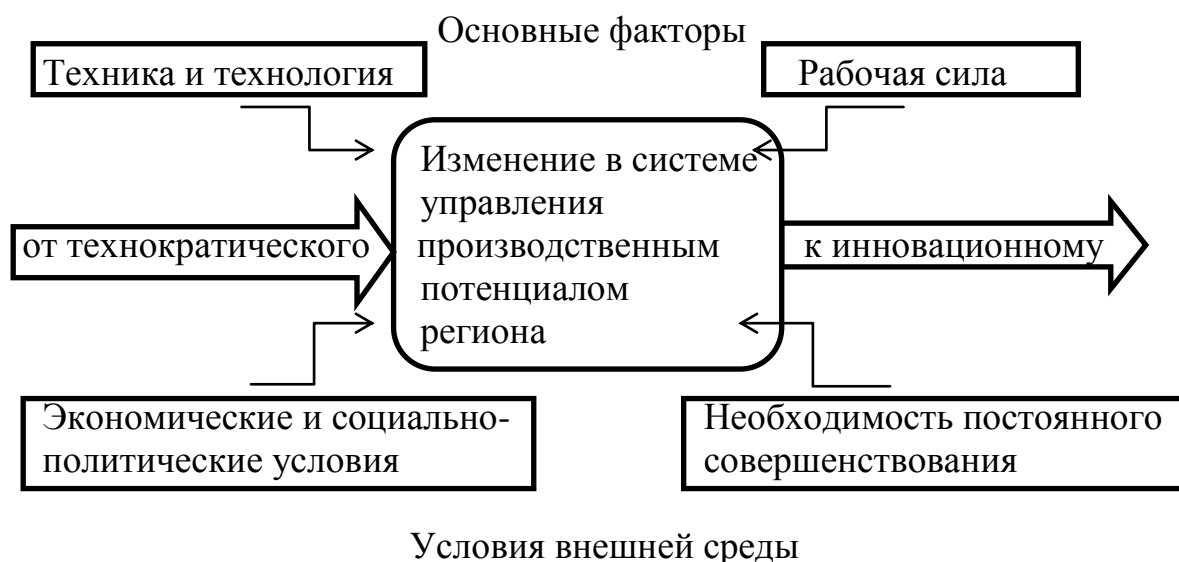 Основные факторы
Техника и технология
Рабочая сила
Изменение в системе
управления
производственным
потенциалом
региона
от технократического
к инновационному
Экономические и социально-
политические условия
Необходимость постоянного
совершенствования
Условия внешней среды